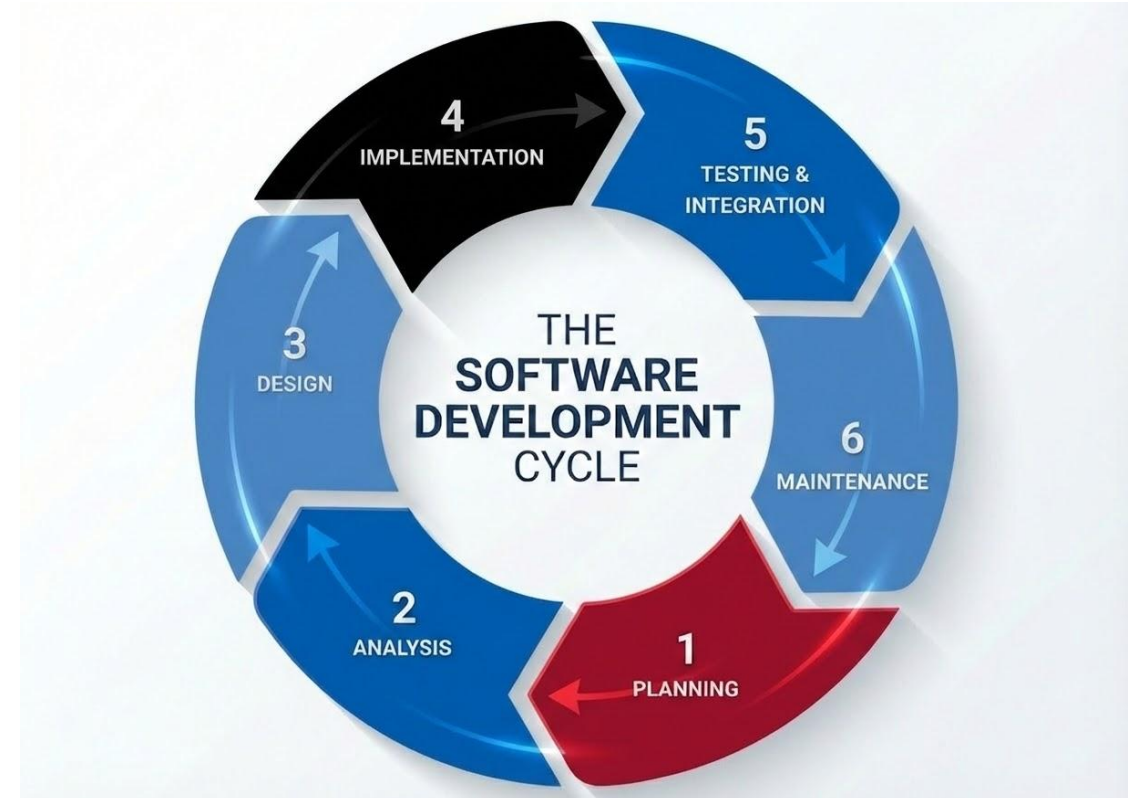 THE
SOFTWARE
DEVELOPMENT
CYCLE
1
PLANNING
2
ANALYSIS
3
DESIGN
4
IMPLEMENTATION
5
TESTING &
INTEGRATION
6
MAINTENANCE